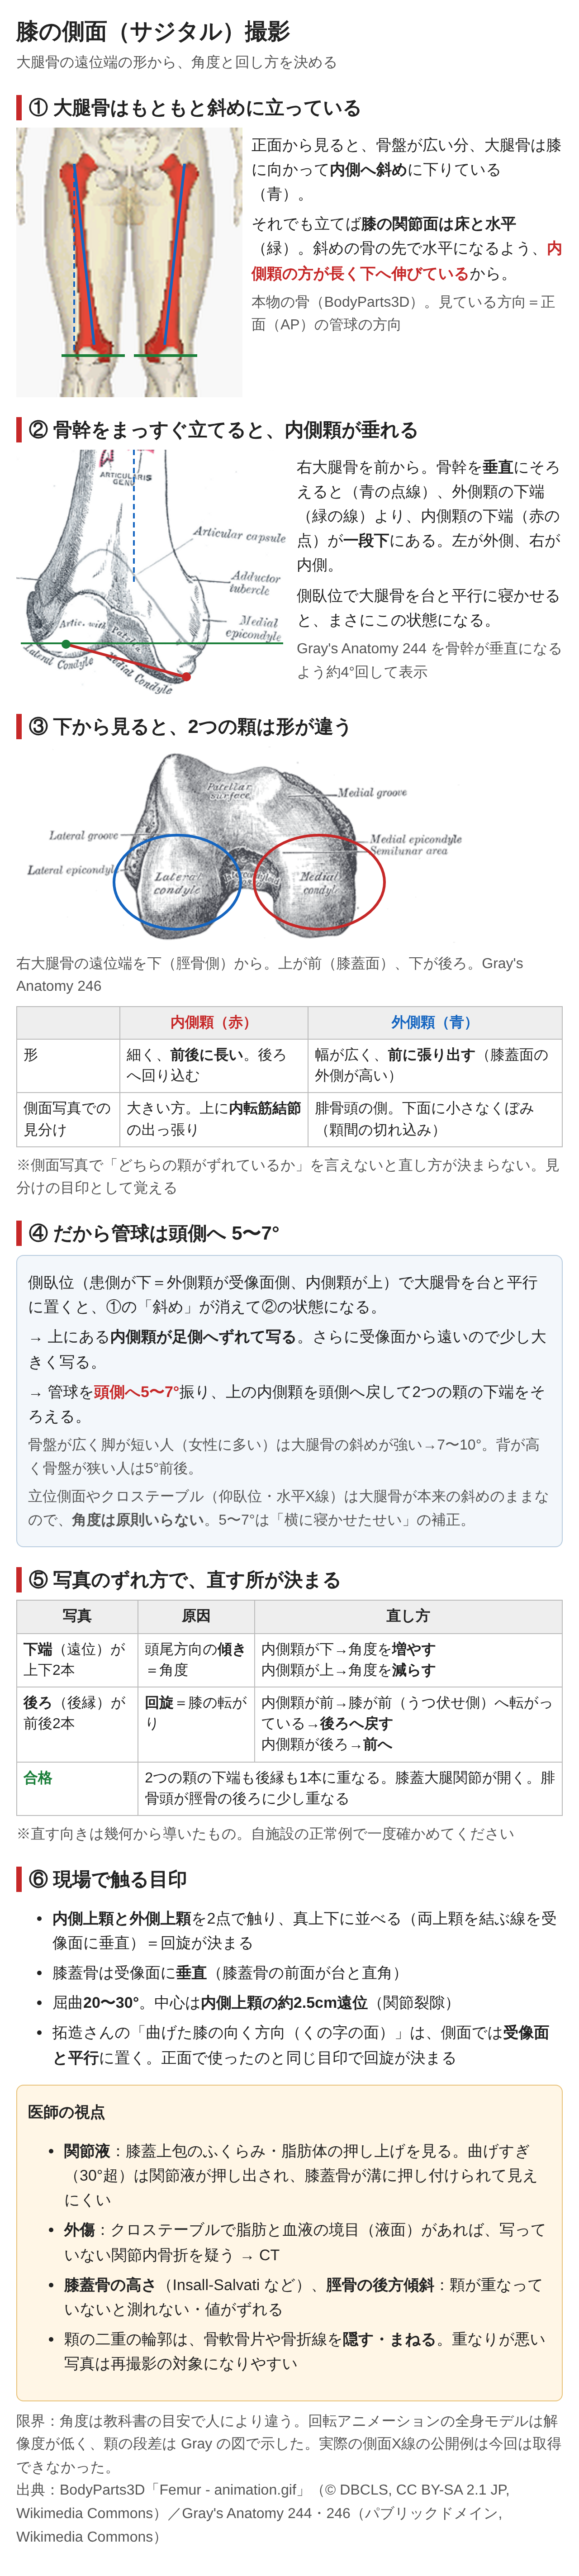 膝の側面（サジタル）撮影
大腿骨の遠位端の形から、角度と回し方を決める
① 大腿骨はもともと斜めに立っている
正面から見ると、骨盤が広い分、大腿骨は膝
に向かって内側へ斜めに下りている
（青）。
それでも立てば膝の関節面は床と水平
（緑）。斜めの骨の先で水平になるよう、内
側顆の方が長く下へ伸びているから。
本物の骨（BodyParts3D）。見ている方向＝正
面（AP）の管球の方向
② 骨幹をまっすぐ立てると、内側顆が垂れる
ARTICULARIS
GENU
Articular capsule
Adductor
tubercle
Medial
epicondyle
Artic. with Patella
Lateral Condyle
Medial Condyle
右大腿骨を前から。骨幹を垂直にそろ
えると（青の点線）、外側顆の下端
（緑の線）より、内側顆の下端（赤の
点）が一段下にある。左が外側、右が
内側。
側臥位で大腿骨を台と平行に寝かせる
と、まさにこの状態になる。
Gray's Anatomy 244 を骨幹が垂直になる
よう約4°回して表示
③ 下から見ると、2つの顆は形が違う
Patellar
surface
Medial groove
Lateral groove
Medial epicondyle
Semilunar area
Lateral epicondyle
Lateral
condyle
Medial
condyle
右大腿骨の遠位端を下（脛骨側）から。上が前（膝蓋面）、下が後ろ。Gray's
Anatomy 246
内側顆（赤） 外側顆（青）
形 細く、前後に長い。後ろ
へ回り込む 幅が広く、前に張り出す（膝蓋面の
外側が高い）
側面写真での
見分け 大きい方。上に内転筋結節
の出っ張り 腓骨頭の側。下面に小さなくぼみ
（顆間の切れ込み）
※側面写真で「どちらの顆がずれているか」を言えないと直し方が決まらない。見
分けの目印として覚える
④ だから管球は頭側へ 5〜7°
側臥位（患側が下＝外側顆が受像面側、内側顆が上）で大腿骨を台と平行
に置くと、①の「斜め」が消えて②の状態になる。
→ 上にある内側顆が足側へずれて写る。さらに受像面から遠いので少し大
きく写る。
→ 管球を頭側へ5〜7°振り、上の内側顆を頭側へ戻して2つの顆の下端をそ
ろえる。
骨盤が広く脚が短い人（女性に多い）は大腿骨の斜めが強い→7〜10°。背が高
く骨盤が狭い人は5°前後。
立位側面やクロステーブル（仰臥位・水平X線）は大腿骨が本来の斜めのままな
ので、角度は原則いらない。5〜7°は「横に寝かせたせい」の補正。
⑤ 写真のずれ方で、直す所が決まる
写真 原因 直し方
下端（遠位）が
上下2本 頭尾方向の傾き
＝角度 内側顆が下→角度を増やす
内側顆が上→角度を減らす
後ろ（後縁）が
前後2本 回旋＝膝の転が
り 内側顆が前→膝が前（うつ伏せ側）へ転がっ
ている→後ろへ戻す
内側顆が後ろ→前へ
合格 2つの顆の下端も後縁も1本に重なる。膝蓋大腿関節が開く。腓
骨頭が脛骨の後ろに少し重なる
※直す向きは幾何から導いたもの。自施設の正常例で一度確かめてください
⑥ 現場で触る目印
• 内側上顆と外側上顆を2点で触り、真上下に並べる（両上顆を結ぶ線を受
像面に垂直）＝回旋が決まる
• 膝蓋骨は受像面に垂直（膝蓋骨の前面が台と直角）
• 屈曲20〜30°。中心は内側上顆の約2.5cm遠位（関節裂隙）
• 拓造さんの「曲げた膝の向く方向（くの字の面）」は、側面では受像面
と平行に置く。正面で使ったのと同じ目印で回旋が決まる
医師の視点
• 関節液：膝蓋上包のふくらみ・脂肪体の押し上げを見る。曲げすぎ
（30°超）は関節液が押し出され、膝蓋骨が溝に押し付けられて見え
にくい
• 外傷：クロステーブルで脂肪と血液の境目（液面）があれば、写って
いない関節内骨折を疑う → CT
• 膝蓋骨の高さ（Insall-Salvati など）、脛骨の後方傾斜：顆が重なって
いないと測れない・値がずれる
• 顆の二重の輪郭は、骨軟骨片や骨折線を隠す・まねる。重なりが悪い
写真は再撮影の対象になりやすい
限界：角度は教科書の目安で人により違う。回転アニメーションの全身モデルは解
像度が低く、顆の段差は Gray の図で示した。実際の側面X線の公開例は今回は取得
できなかった。
出典：BodyParts3D「Femur - animation.gif」（© DBCLS, CC BY-SA 2.1 JP,
Wikimedia Commons）／Gray's Anatomy 244・246（パブリックドメイン,
Wikimedia Commons）